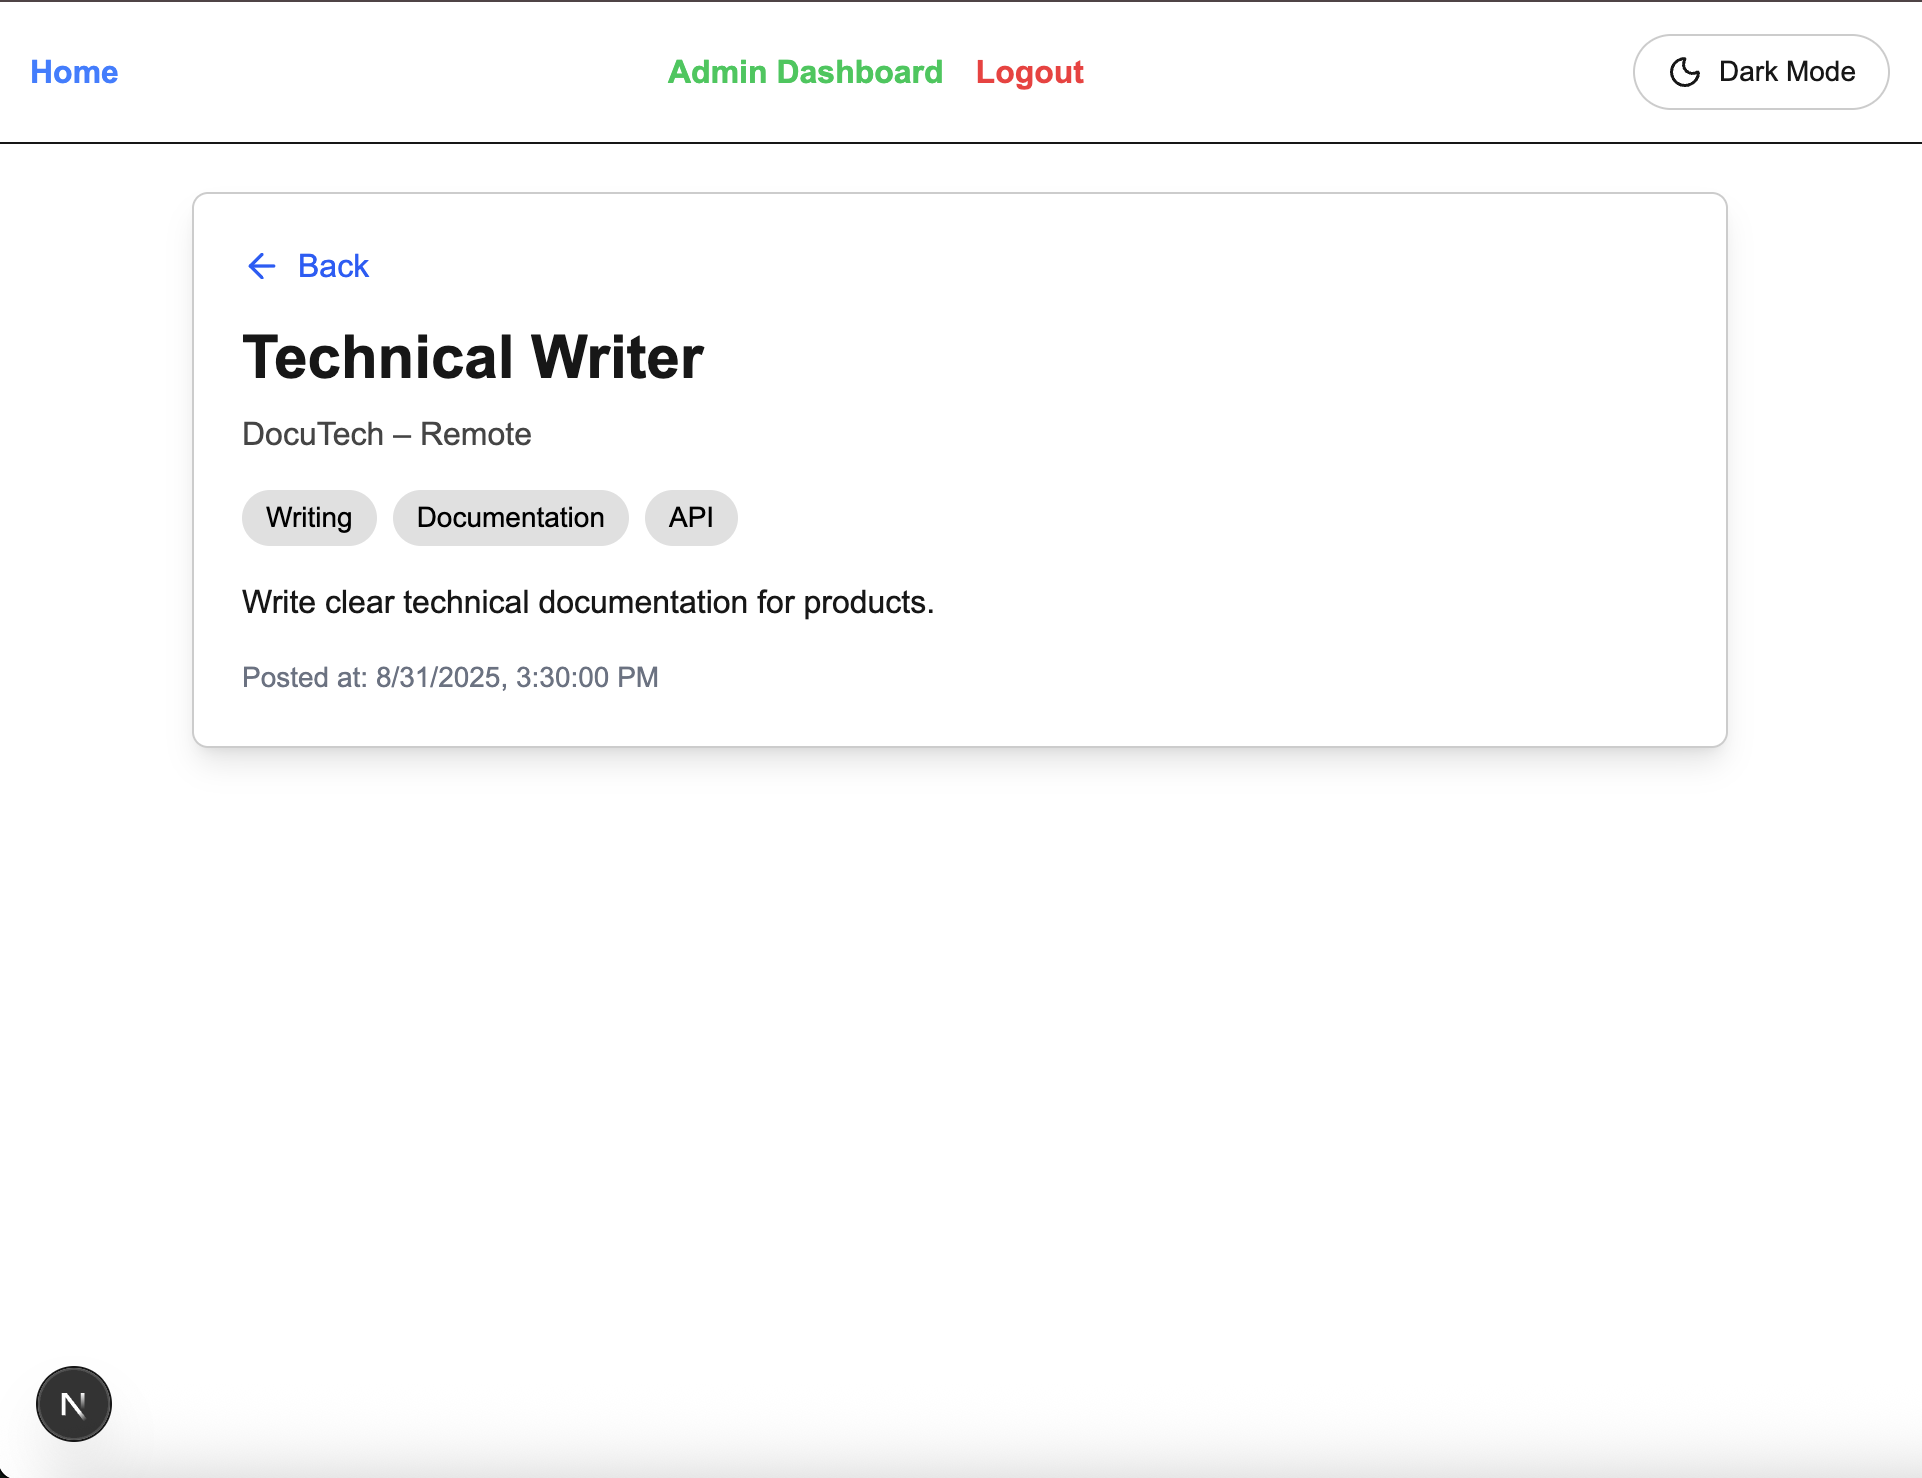 Home
Admin Dashboard Logout
Dark Mode
Back
Technical Writer
DocuTech – Remote
Writing Documentation API
Write clear technical documentation for products.
Posted at: 8/31/2025, 3:30:00 PM
N